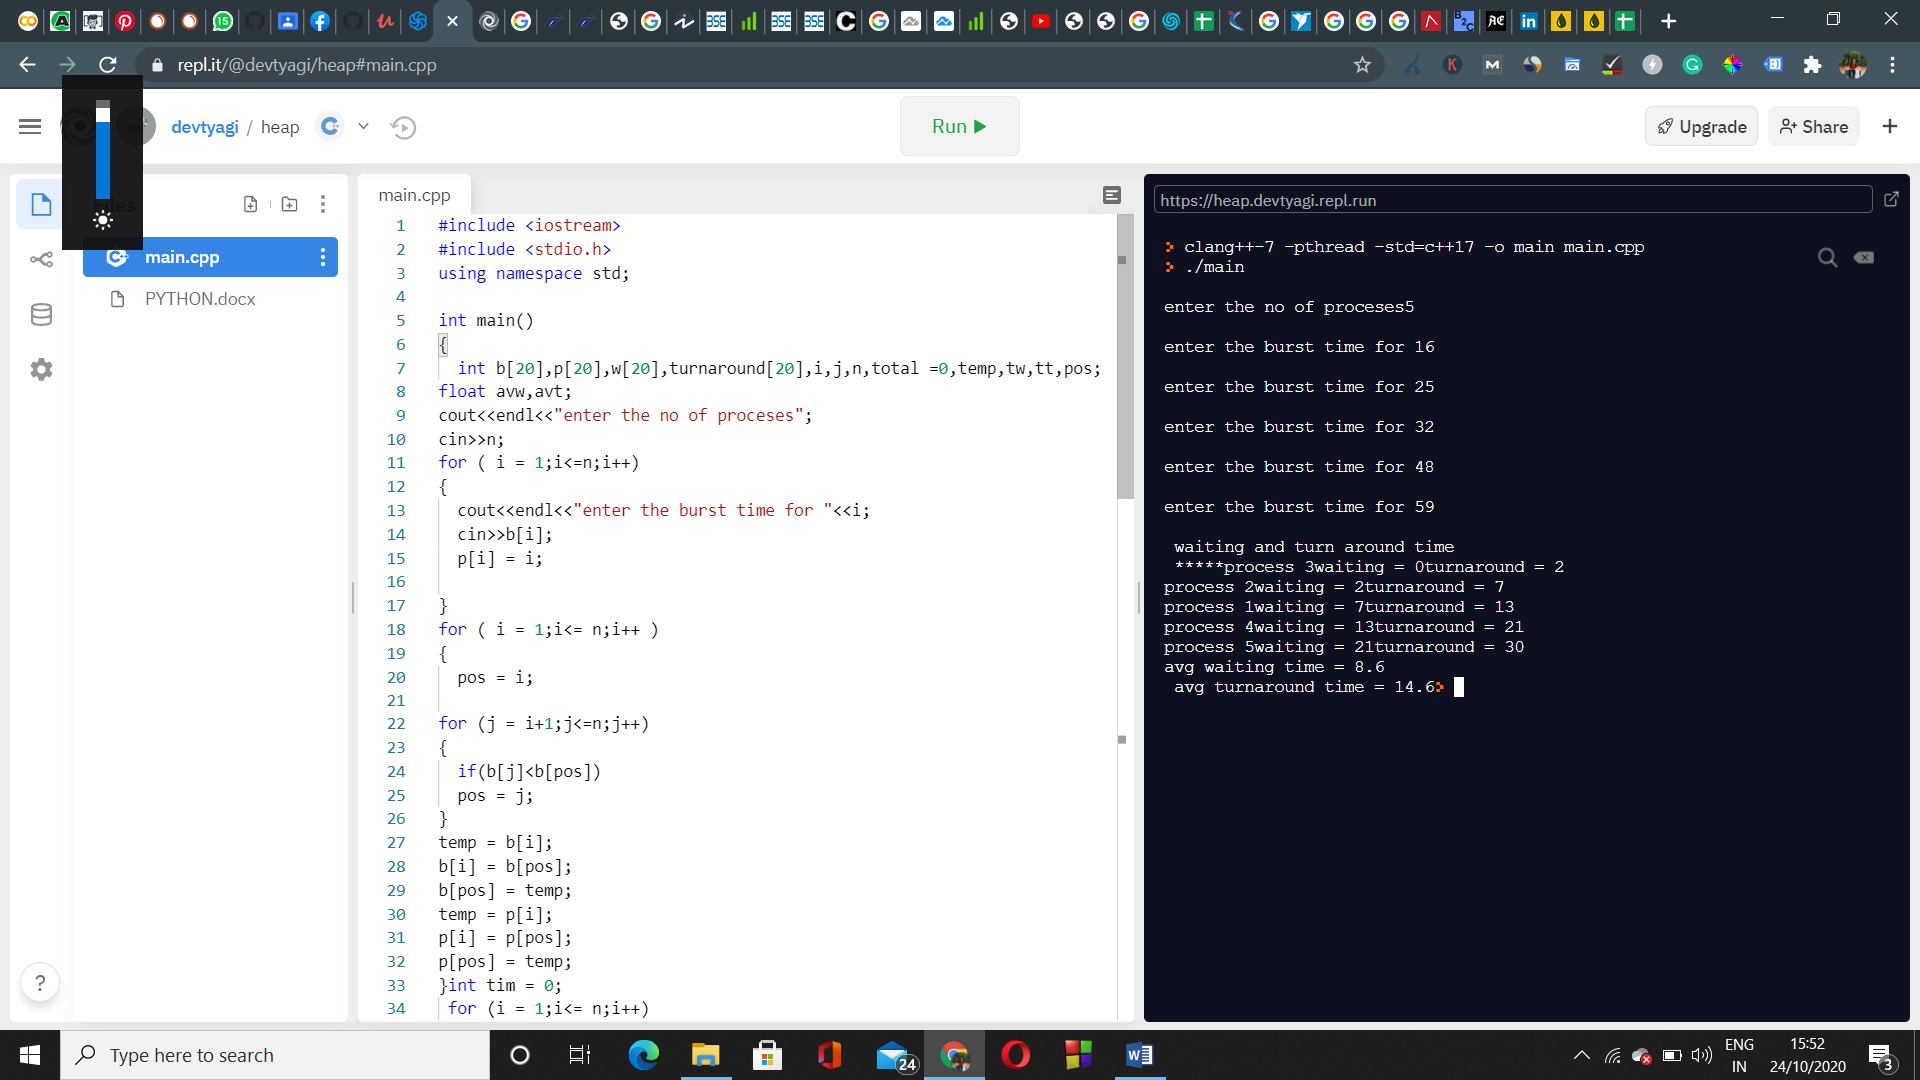 repl.it/@devtyagi/heap#main.cpp
devtyagi / heap
Run
Upgrade
Share
main.cpp
PYTHON.docx
main.cpp
1 #include <iostream>
2 #include <stdio.h>
3 using namespace std;
4
5 int main()
6 {
7 int b[20],p[20],w[20],turnaround[20],i,j,n,total =0,temp,tw,tt,pos;
8 float avw,avt;
9 cout<<endl<<"enter the no of proceses";
10 cin>>n;
11 for ( i = 1;i<=n;i++)
12 {
13 cout<<endl<<"enter the burst time for "<<i;
14 cin>>b[i];
15 p[i] = i;
16
17 }
18 for ( i = 1;i<= n;i++ )
19 {
20 pos = i;
21
22 for (j = i+1;j<=n;j++)
23 {
24 if(b[j]<b[pos])
25 pos = j;
26 }
27 temp = b[i];
28 b[i] = b[pos];
29 b[pos] = temp;
30 temp = p[i];
31 p[i] = p[pos];
32 p[pos] = temp;
33 }int tim = 0;
34 for (i = 1;i<= n;i++)
https://heap.devtyagi.repl.run
> clang++-7 -pthread -std=c++17 -o main main.cpp
> ./main
enter the no of proceses5
enter the burst time for 16
enter the burst time for 25
enter the burst time for 32
enter the burst time for 48
enter the burst time for 59
waiting and turn around time
*****process 3waiting = 0turnaround = 2
process 2waiting = 2turnaround = 7
process 1waiting = 7turnaround = 13
process 4waiting = 13turnaround = 21
process 5waiting = 21turnaround = 30
avg waiting time = 8.6
avg turnaround time = 14.6>
?
Type here to search
24
ENG
IN
15:52
24/10/2020
3